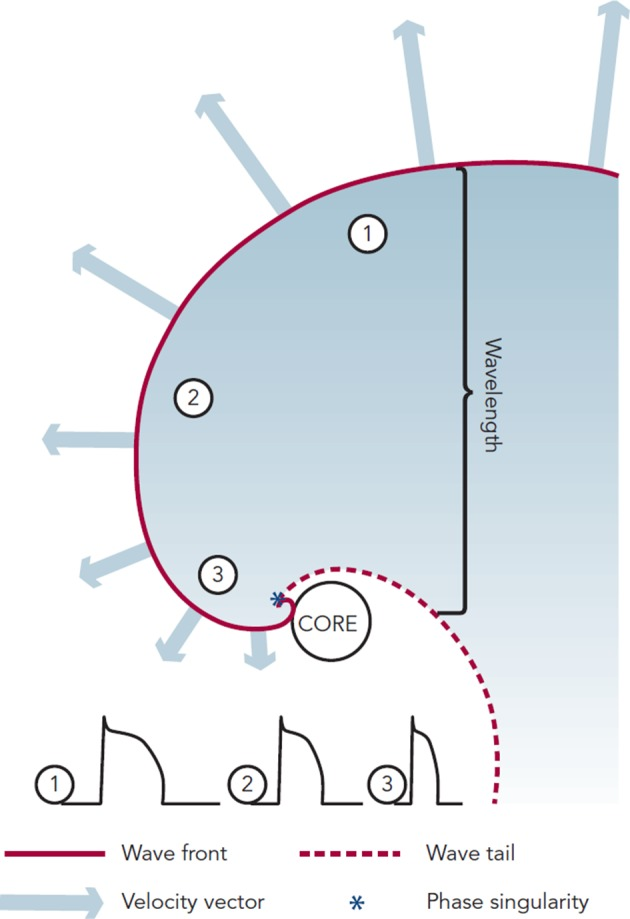 1
Wavelength
2
3
CORE
1
2
3
Wave front
Wave tail
Velocity vector
* Phase singularity